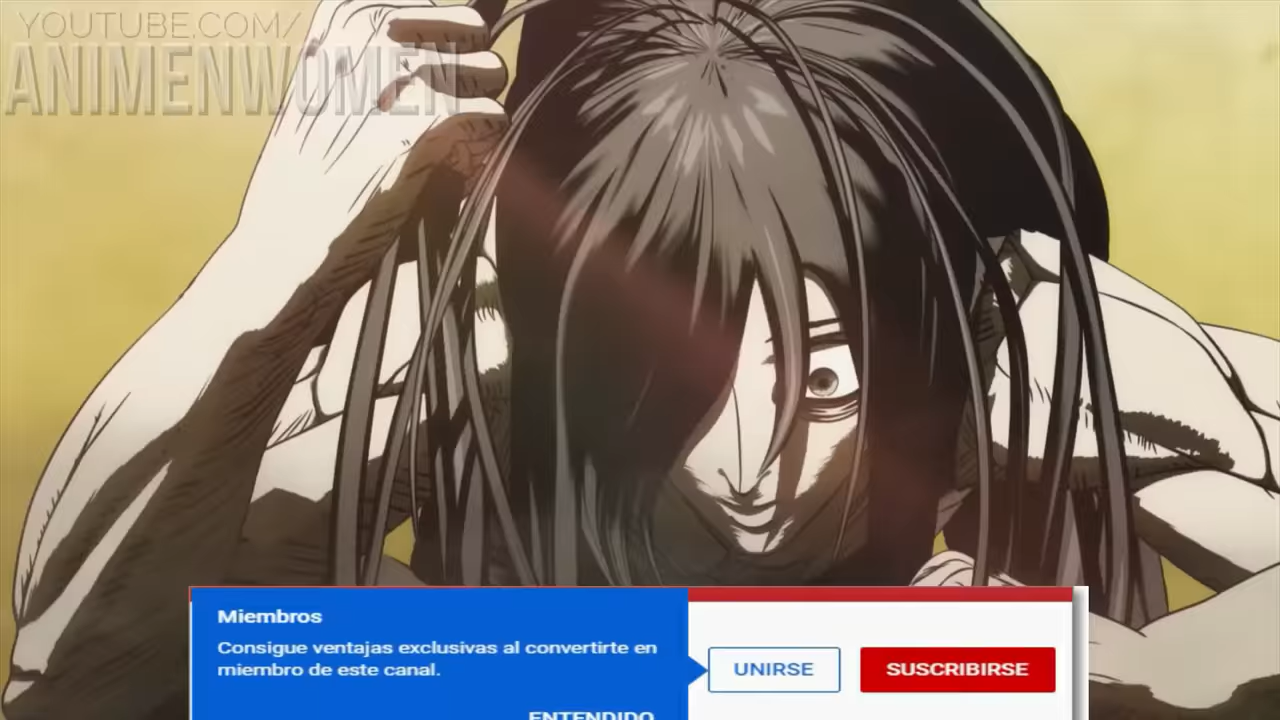 YOUTUBE.COM/
ANIMENWOMEN
Miembros
Consigue ventajas exclusivas al convertirte en
miembro de este canal.
ENTENDIDO
UNIRSE
SUSCRIBIRSE